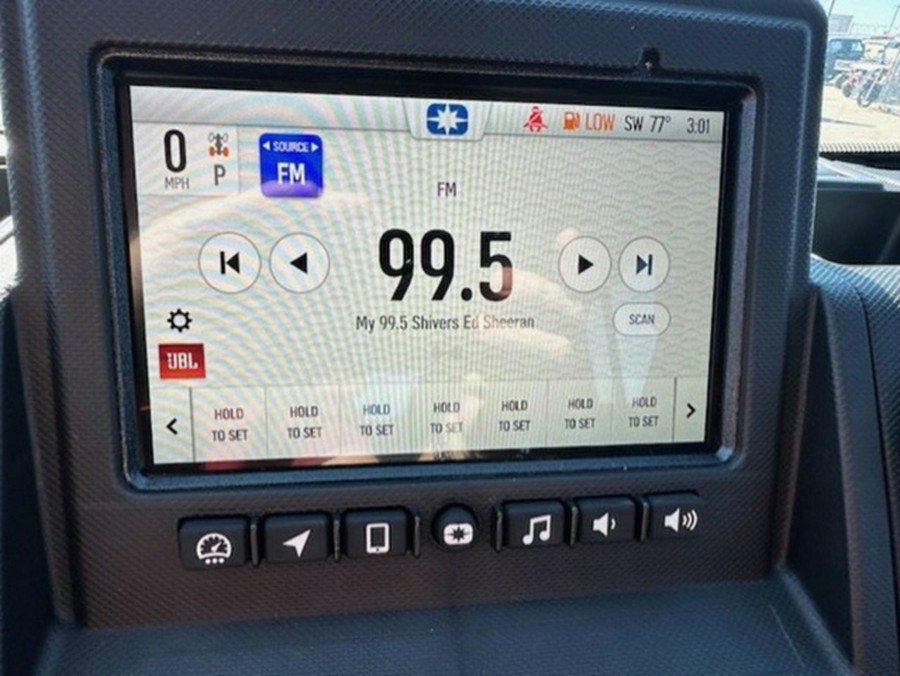 LOW SW 77° 3:01
0
MPH
P
◀ SOURCE ▶
FM
FM
99.5
My 99.5 Shivers Ed Sheeran
SCAN
JBL
HOLD TO SET
HOLD TO SET
HOLD TO SET
HOLD TO SET
HOLD TO SET
HOLD TO SET
HOLD TO SET